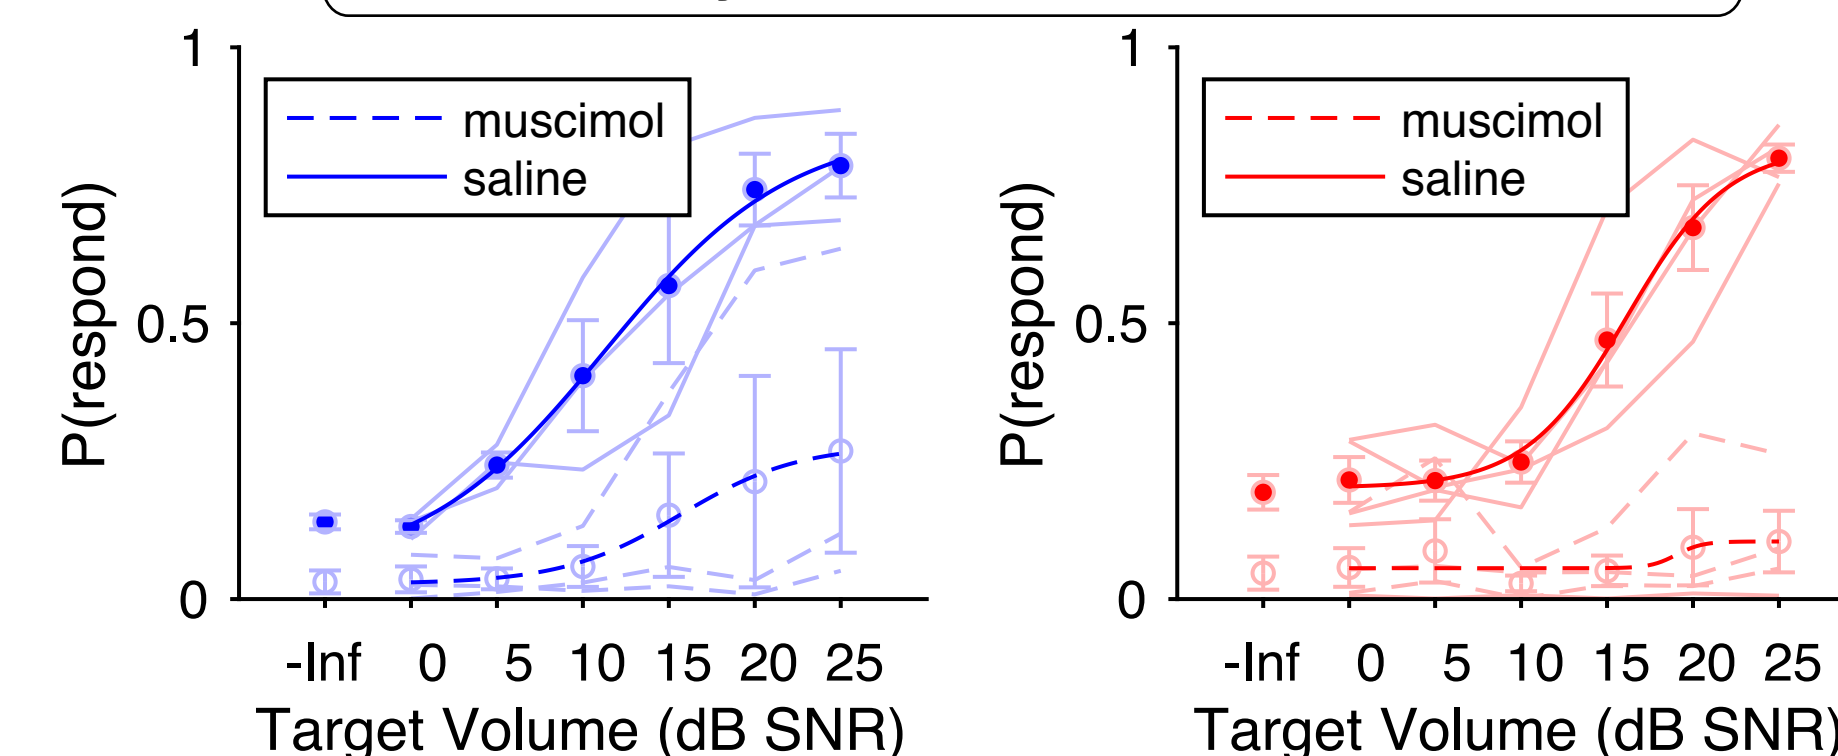 1
muscimol
saline
0.5
0
P(respond)
-Inf 0 5 10 15 20 25
Target Volume (dB SNR)
1
muscimol
saline
0.5
0
P(respond)
-Inf 0 5 10 15 20 25
Target Volume (dB SNR)